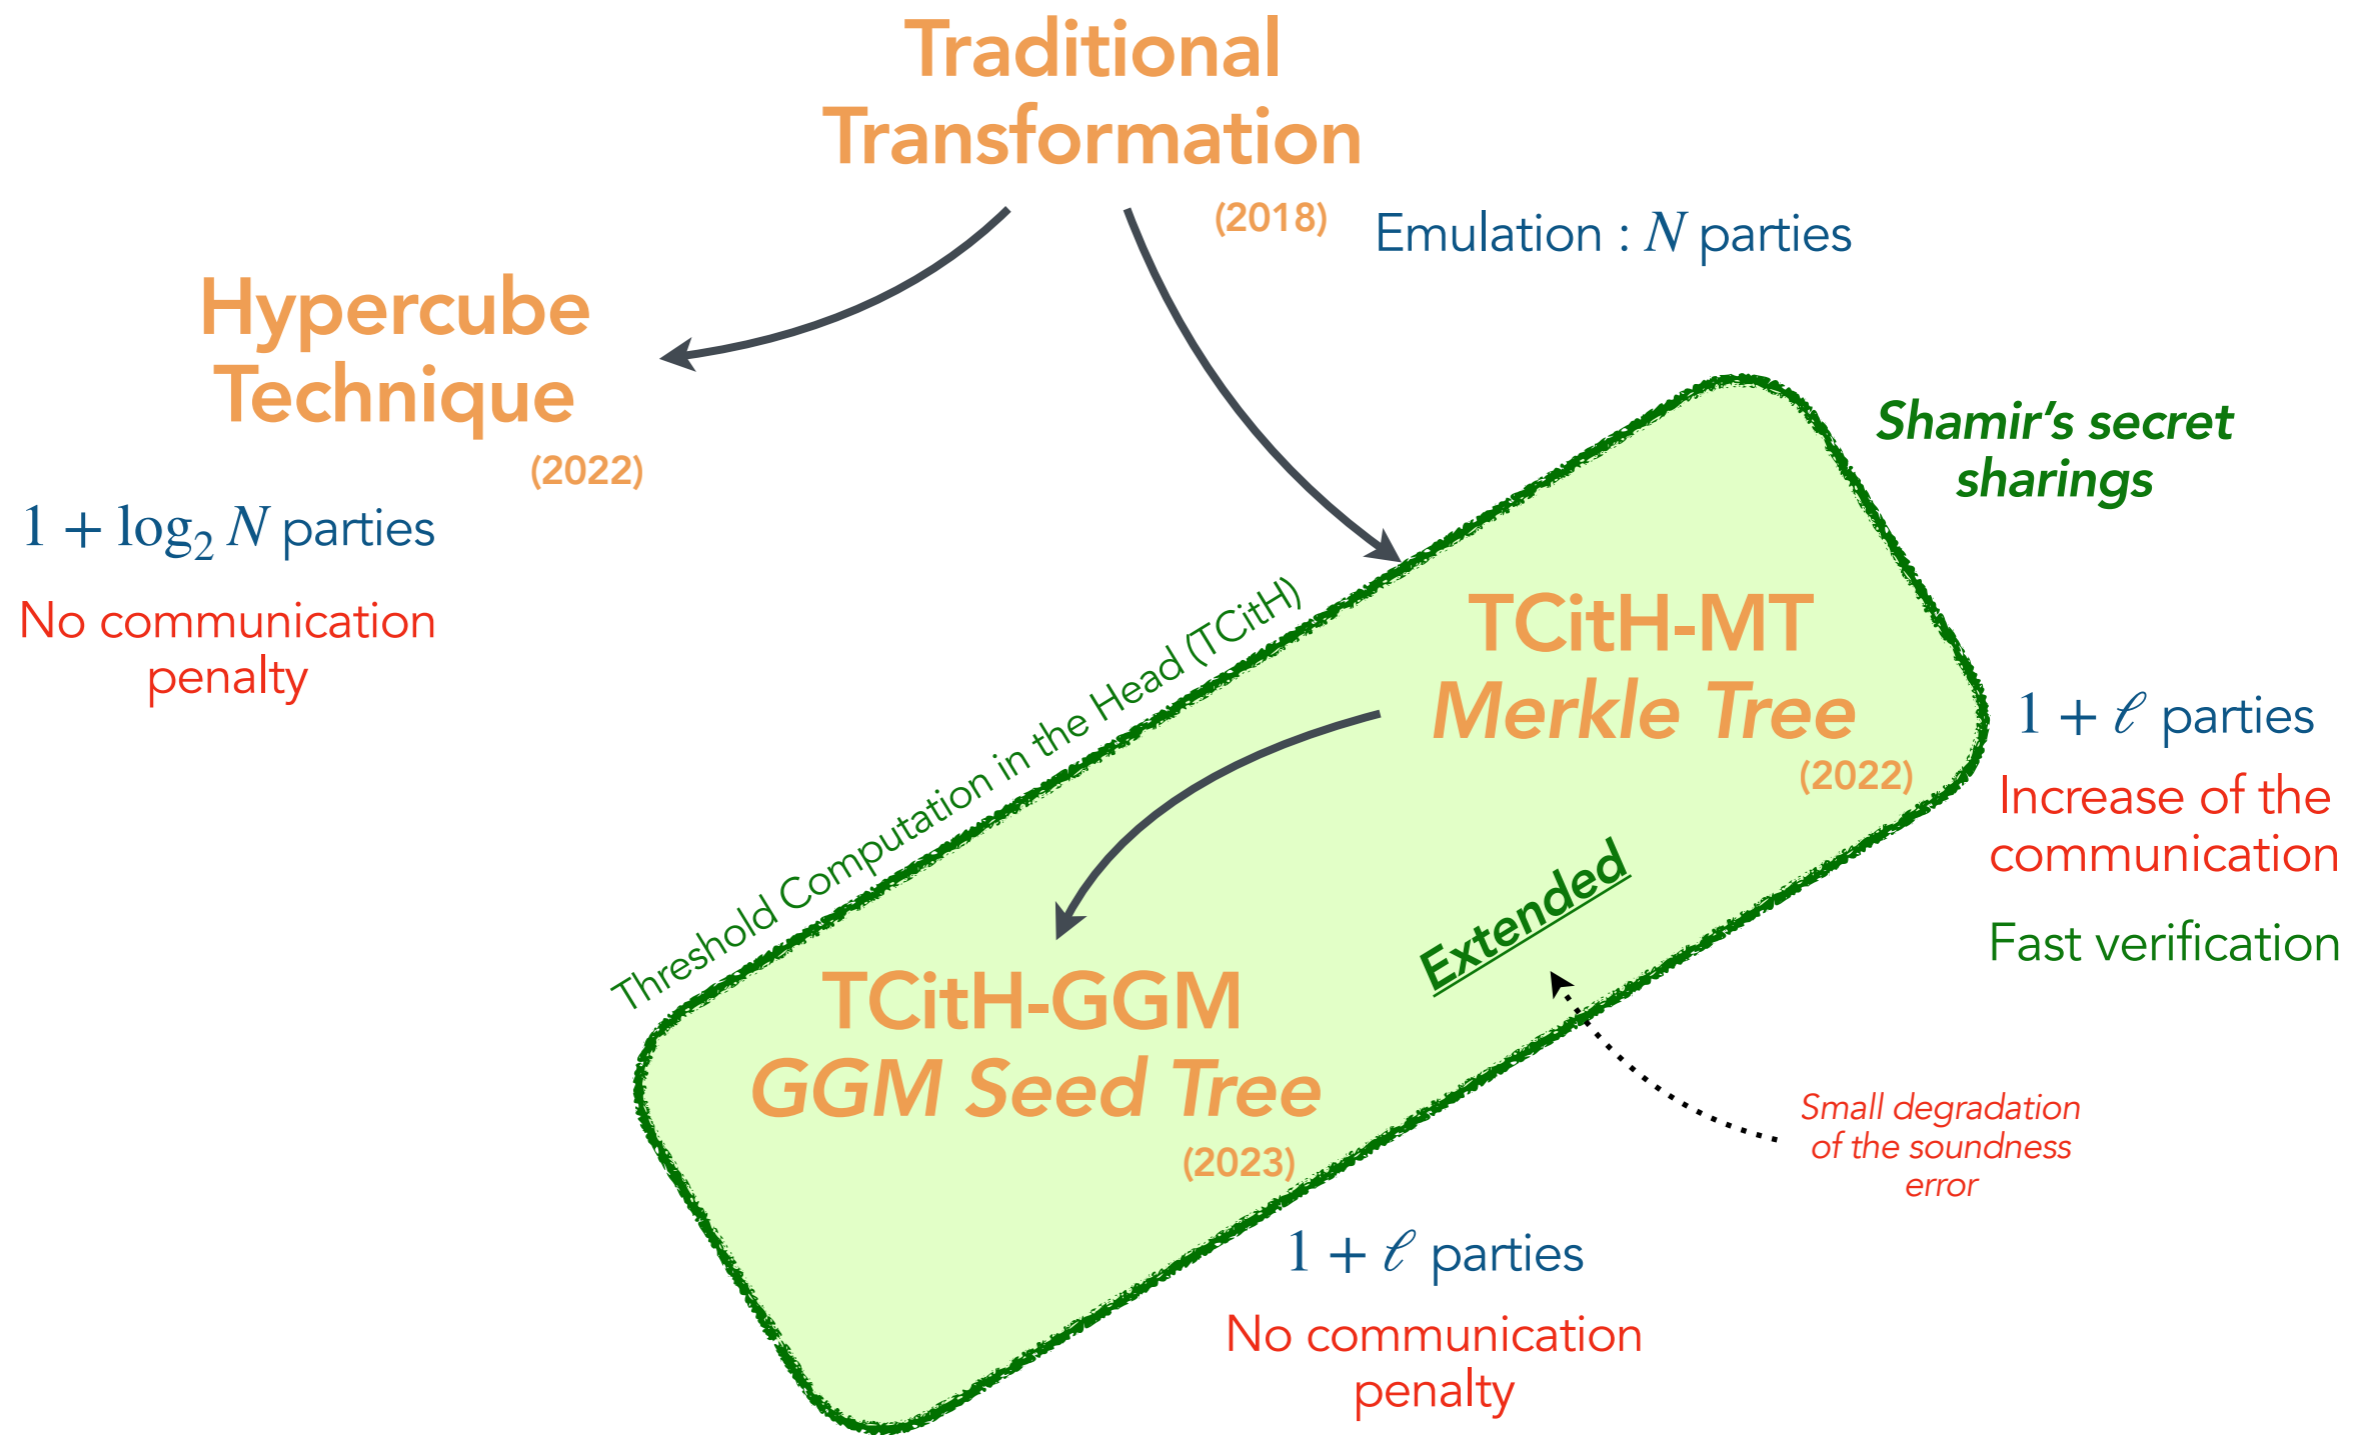 Traditional
Transformation
(2018)
Emulation : N parties
Hypercube
Technique
(2022)
1 + log₂ N parties
No communication
penalty
Shamir’s secret
sharings
Threshold Computation in the Head (TCitH)
TCitH-MT
Merkle Tree
(2022)
1 + ℓ parties
Increase of the
communication
Fast verification
Extended
TCitH-GGM
GGM Seed Tree
(2023)
Small degradation
of the soundness
error
1 + ℓ parties
No communication
penalty